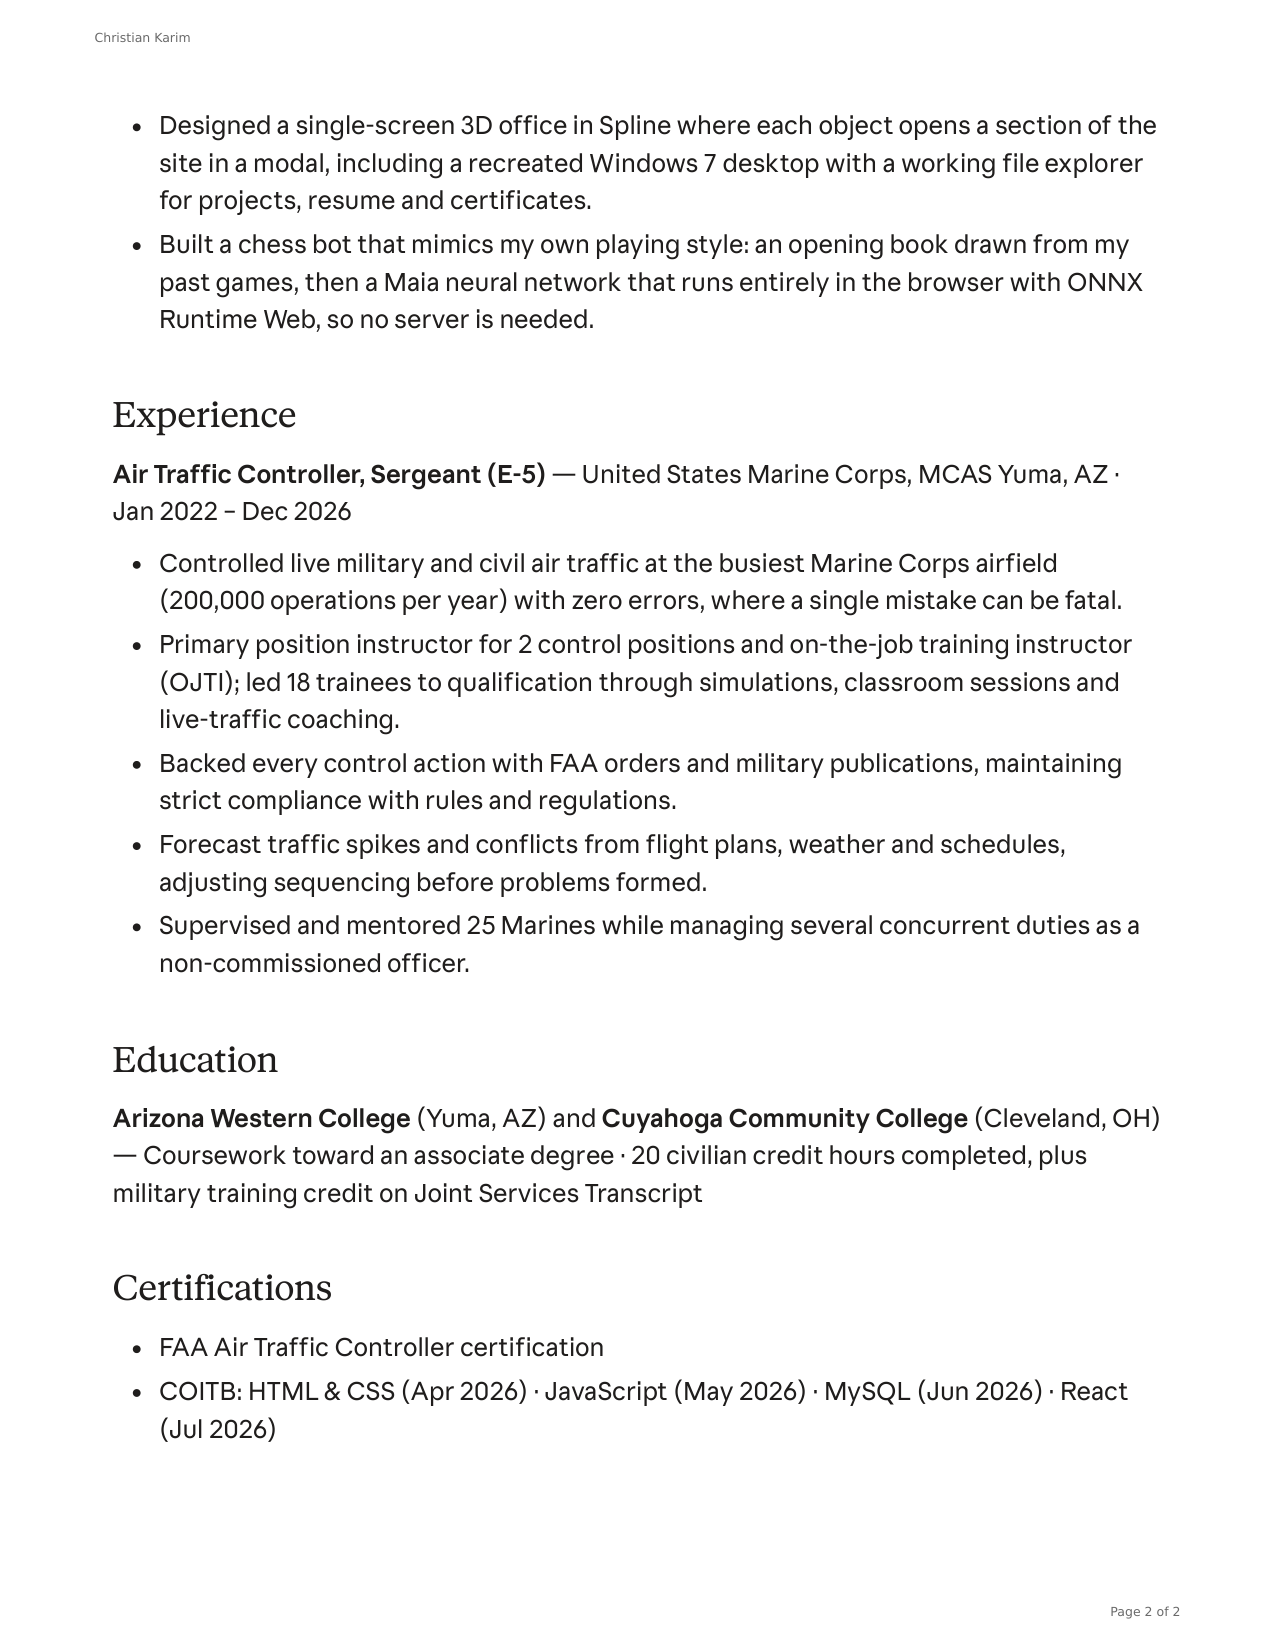 Christian Karim
• Designed a single-screen 3D office in Spline where each object opens a section of the
site in a modal, including a recreated Windows 7 desktop with a working file explorer
for projects, resume and certificates.
• Built a chess bot that mimics my own playing style: an opening book drawn from my
past games, then a Maia neural network that runs entirely in the browser with ONNX
Runtime Web, so no server is needed.
Experience
Air Traffic Controller, Sergeant (E-5) — United States Marine Corps, MCAS Yuma, AZ ·
Jan 2022 – Dec 2026
• Controlled live military and civil air traffic at the busiest Marine Corps airfield
(200,000 operations per year) with zero errors, where a single mistake can be fatal.
• Primary position instructor for 2 control positions and on-the-job training instructor
(OJTI); led 18 trainees to qualification through simulations, classroom sessions and
live-traffic coaching.
• Backed every control action with FAA orders and military publications, maintaining
strict compliance with rules and regulations.
• Forecast traffic spikes and conflicts from flight plans, weather and schedules,
adjusting sequencing before problems formed.
• Supervised and mentored 25 Marines while managing several concurrent duties as a
non-commissioned officer.
Education
Arizona Western College (Yuma, AZ) and Cuyahoga Community College (Cleveland, OH)
— Coursework toward an associate degree · 20 civilian credit hours completed, plus
military training credit on Joint Services Transcript
Certifications
• FAA Air Traffic Controller certification
• COITB: HTML & CSS (Apr 2026) · JavaScript (May 2026) · MySQL (Jun 2026) · React
(Jul 2026)
Page 2 of 2